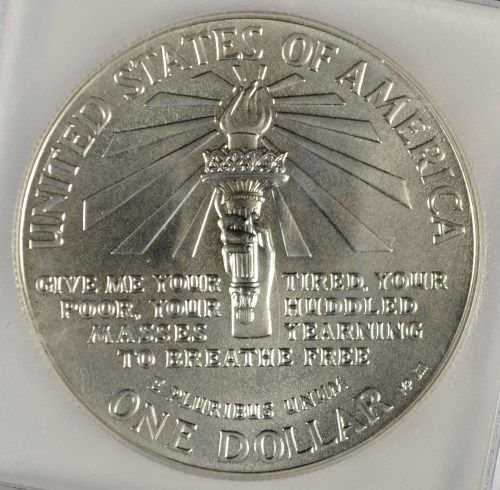 UNITED STATES OF AMERICA
GIVE ME YOUR TIRED, YOUR
POOR, YOUR HUDDLED
MASSES YEARNING
TO BREATHE FREE
E PLURIBUS UNUM
ONE DOLLAR